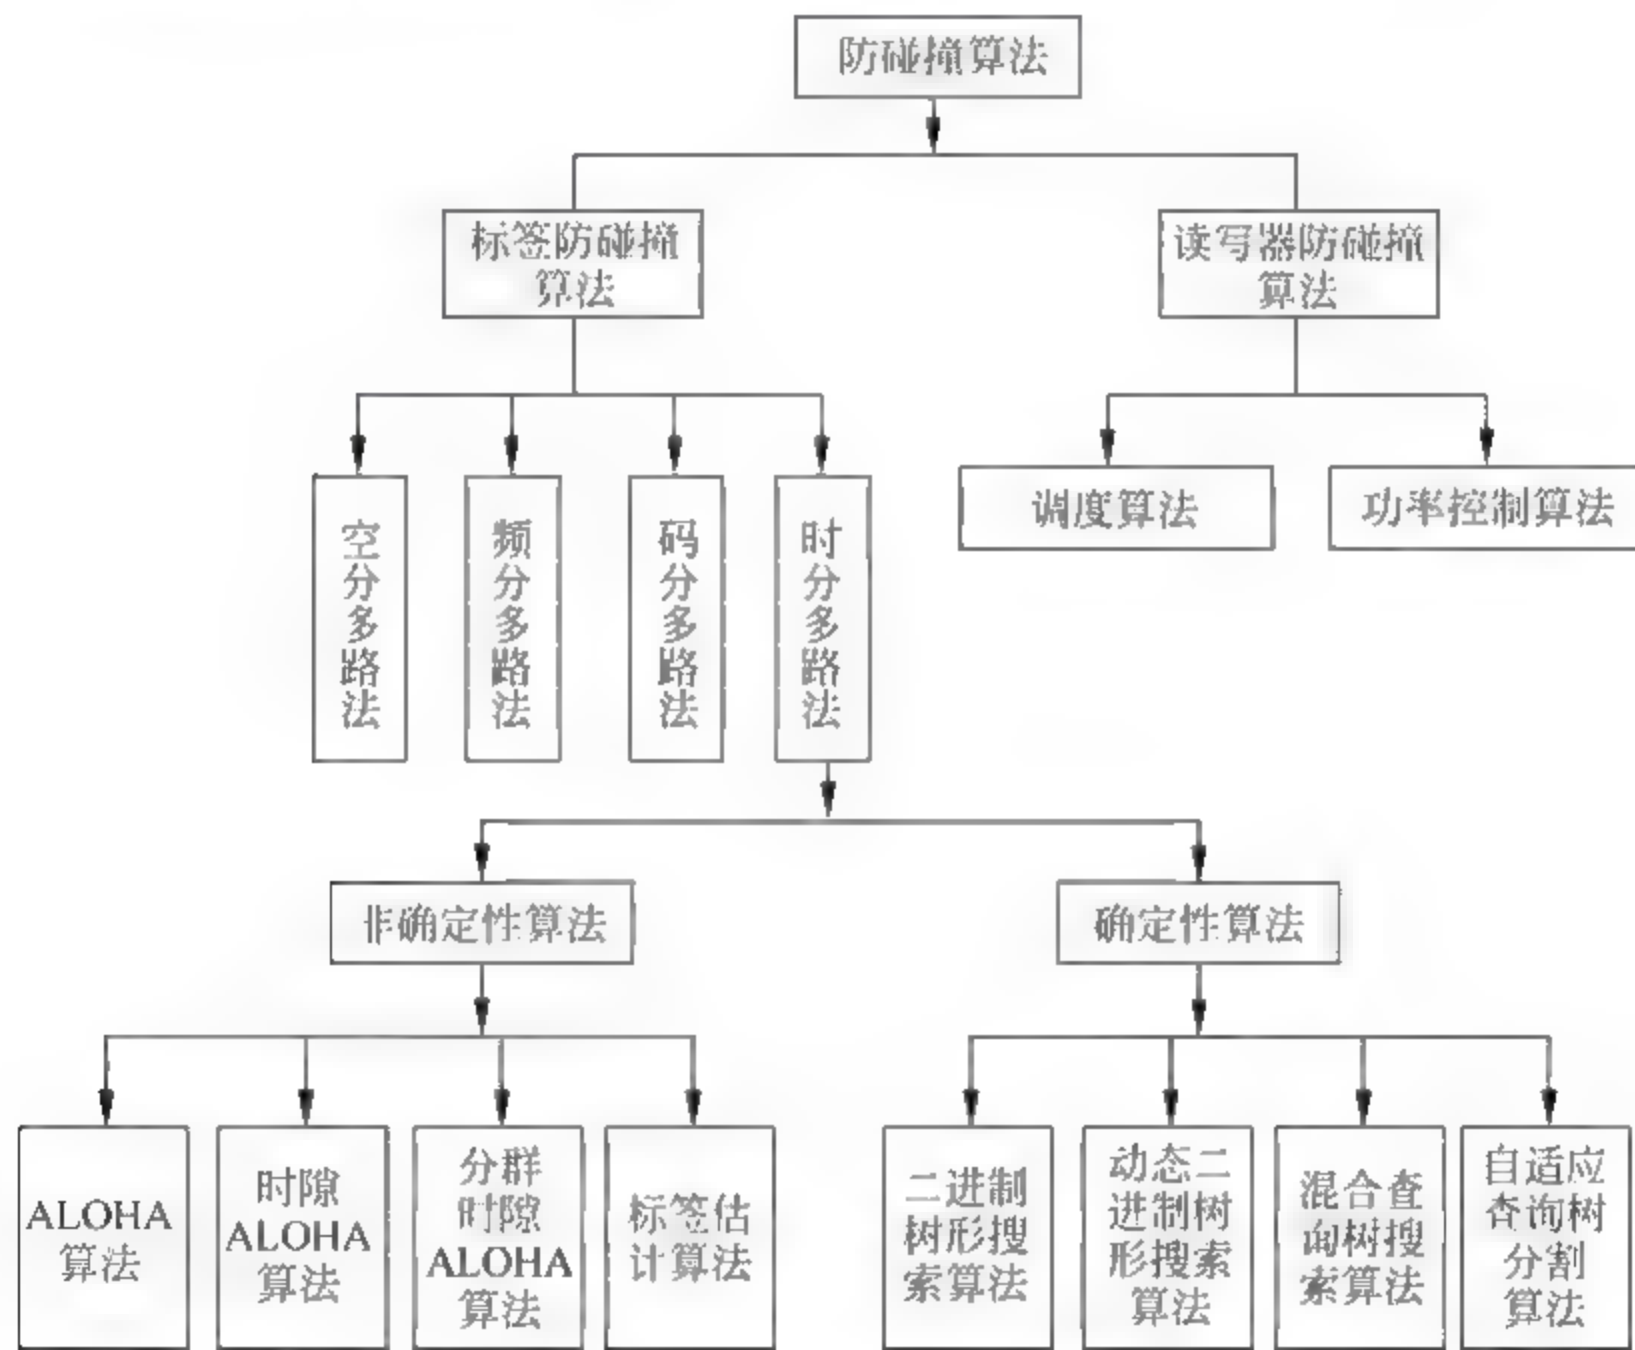 防碰撞算法
标签防碰撞
算法
读写器防碰撞
算法
调度算法
功率控制算法
空分多路法
频分多路法
码分多路法
时分多路法
非确定性算法
确定性算法
ALOHA
算法
时隙
ALOHA
算法
分群
时隙
ALOHA
算法
标签估
计算法
二进制
树形搜
索算法
动态二
进制树
形搜索
算法
混合查
询树搜
索算法
自适应
查询树
分割
算法